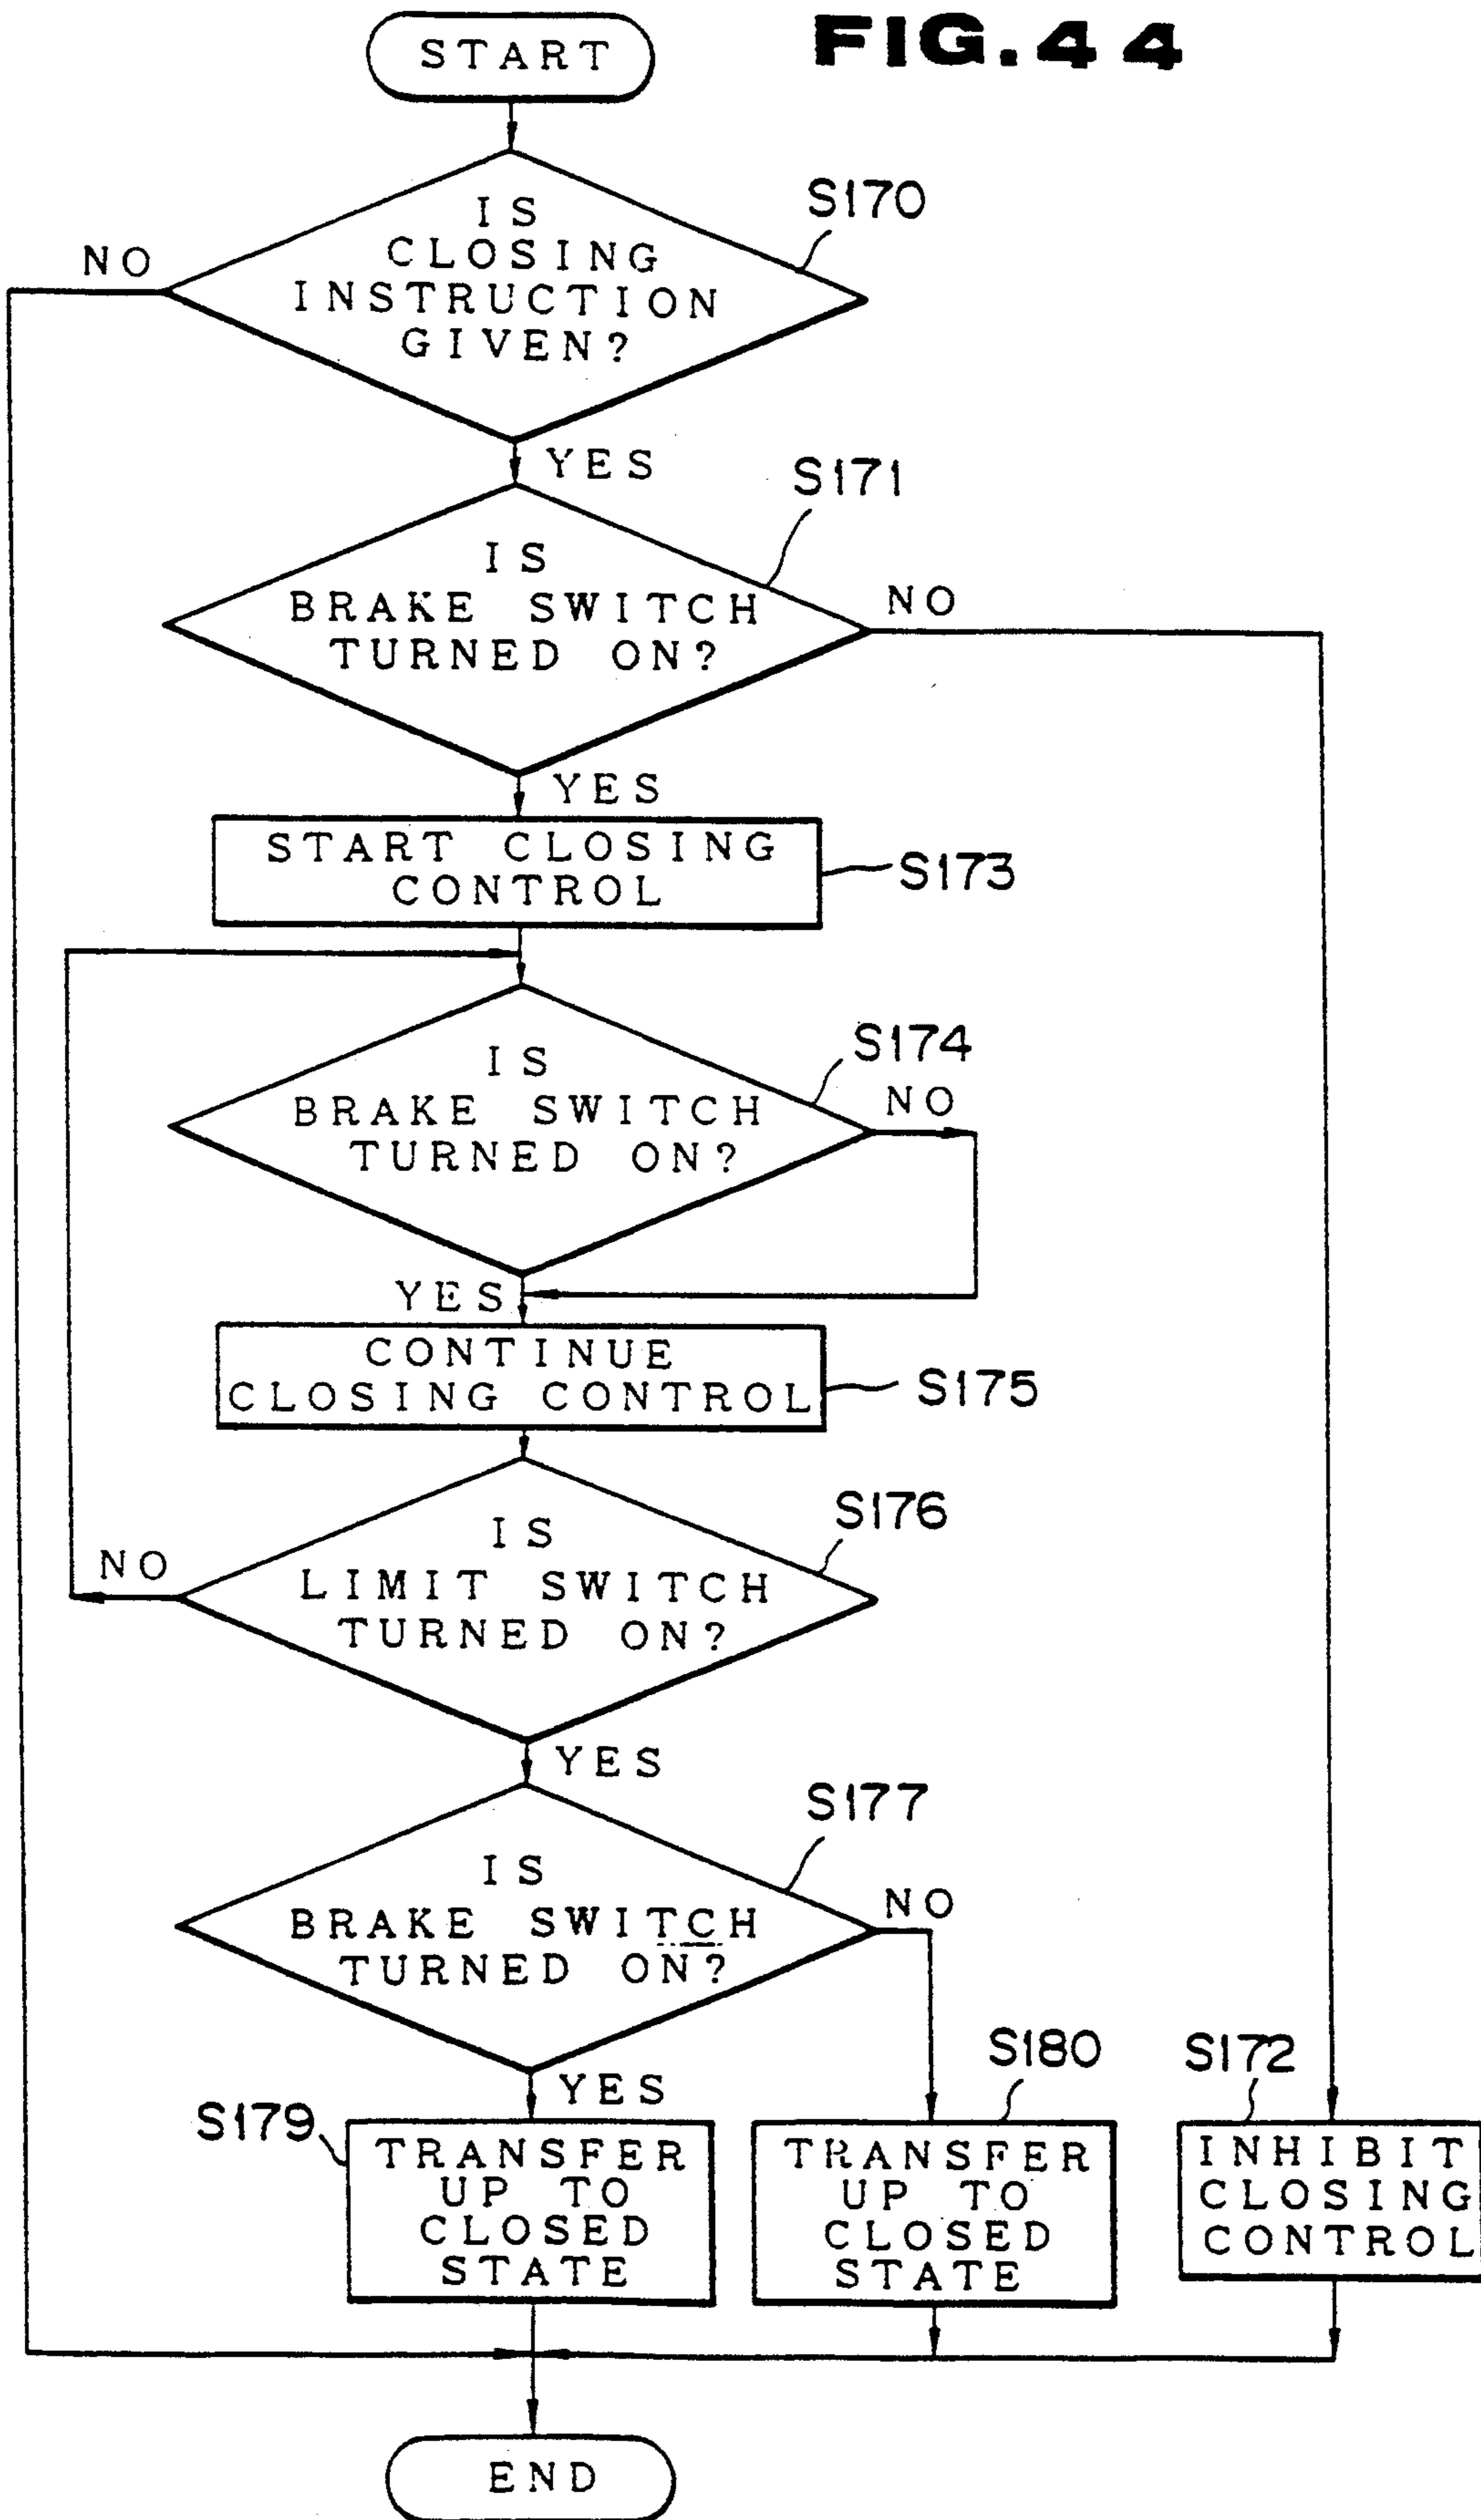 START
FIG.44
S170
IS
CLOSING
INSTRUCTION
GIVEN?
NO
YES
S171
IS
BRAKE SWITCH
TURNED ON?
NO
YES
START CLOSING
CONTROL
S173
S174
IS
BRAKE SWITCH
TURNED ON?
NO
YES
CONTINUE
CLOSING CONTROL
S175
S176
IS
LIMIT SWITCH
TURNED ON?
NO
YES
S177
IS
BRAKE SWITCH
TURNED ON?
NO
YES
S179
TRANSFER
UP TO
CLOSED
STATE
S180
TRANSFER
UP TO
CLOSED
STATE
S172
INHIBIT
CLOSING
CONTROL
END